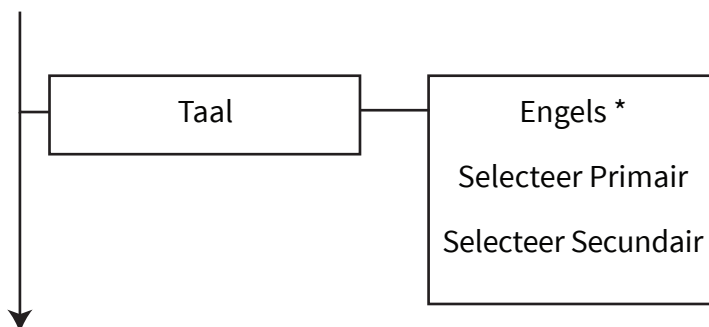 Taal
Engels *
Selecteer Primair
Selecteer Secundair